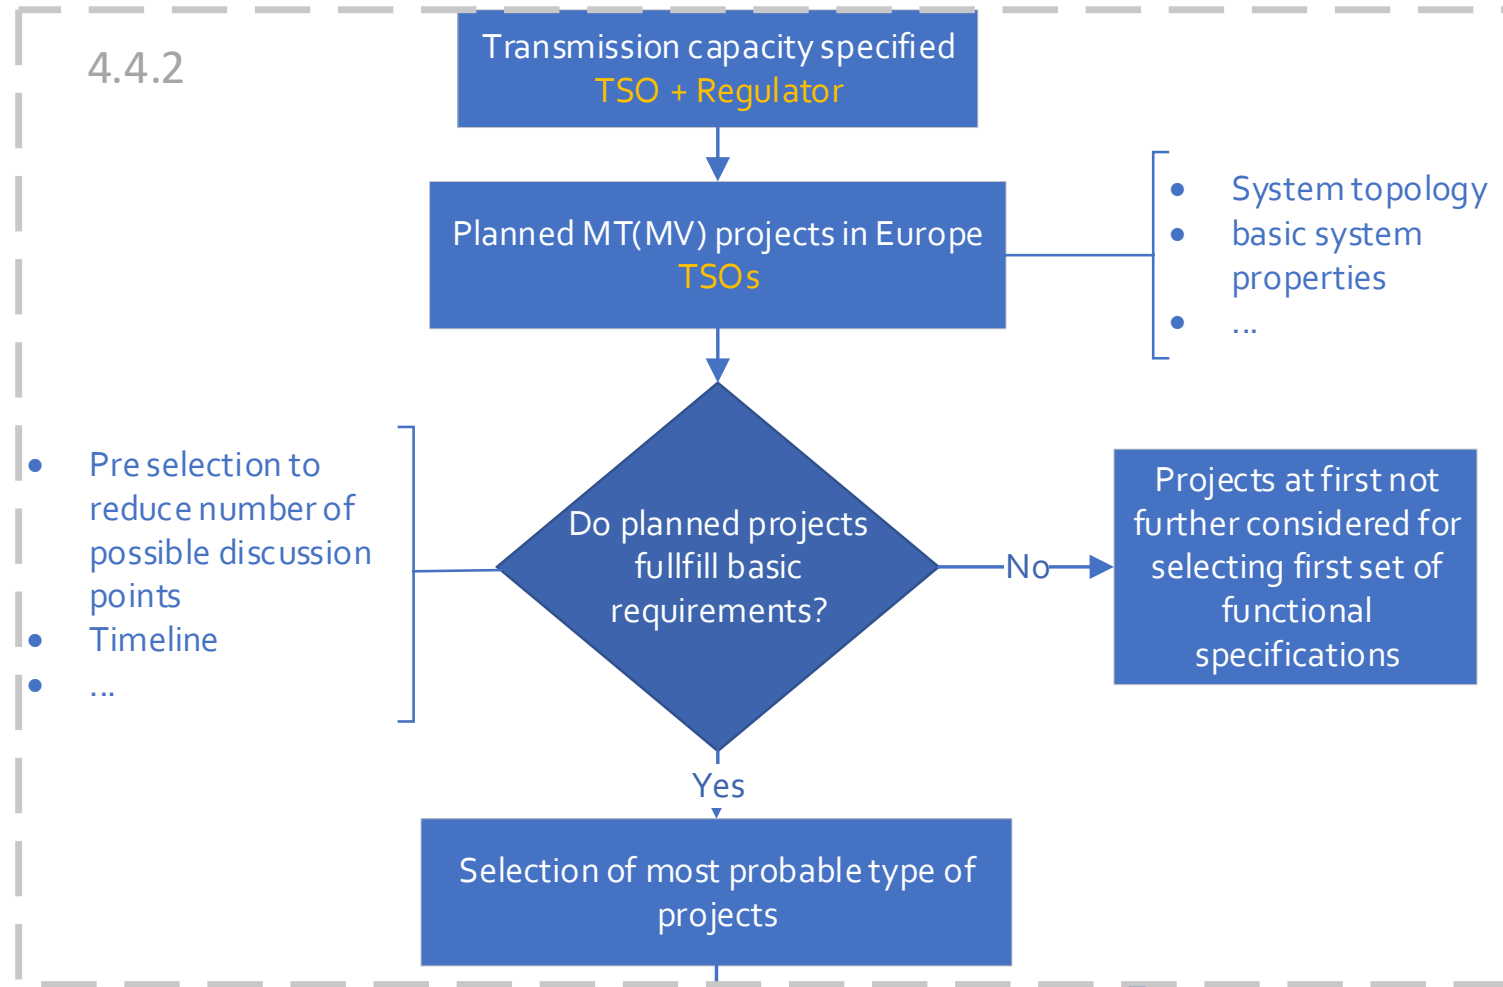 4.4.2
Transmission capacity specified
TSO + Regulator
Planned MT(MV) projects in Europe
TSOs
• System topology
• basic system
properties
• ...
• Pre selection to
reduce number of
possible discussion
points
• Timeline
• ...
Do planned projects
fullfill basic
requirements?
No
Projects at first not
further considered for
selecting first set of
functional
specifications
Yes
Selection of most probable type of
projects